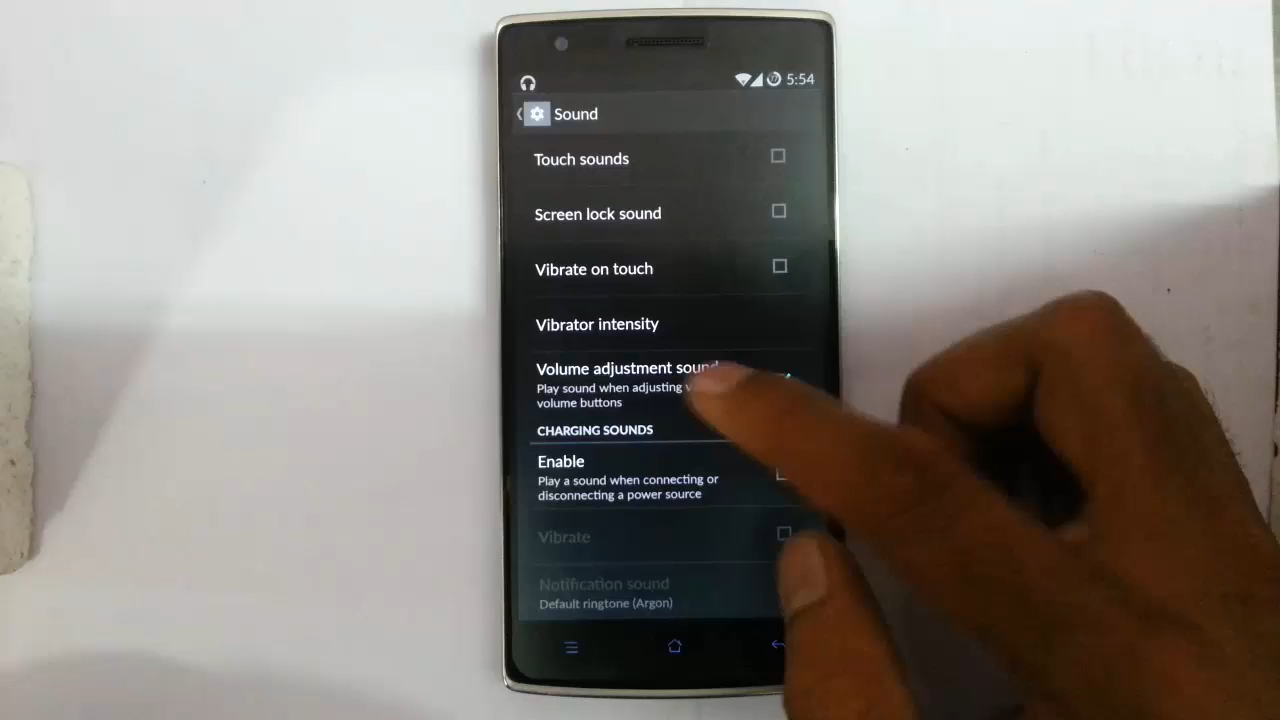 5:54
Sound
Touch sounds
Screen lock sound
Vibrate on touch
Vibrator intensity
Volume adjustment sound
Play sound when adjusting
volume buttons
CHARGING SOUNDS
Enable
Play a sound when connecting or
disconnecting a power source
Vibrate
Notification sound
Default ringtone (Argon)